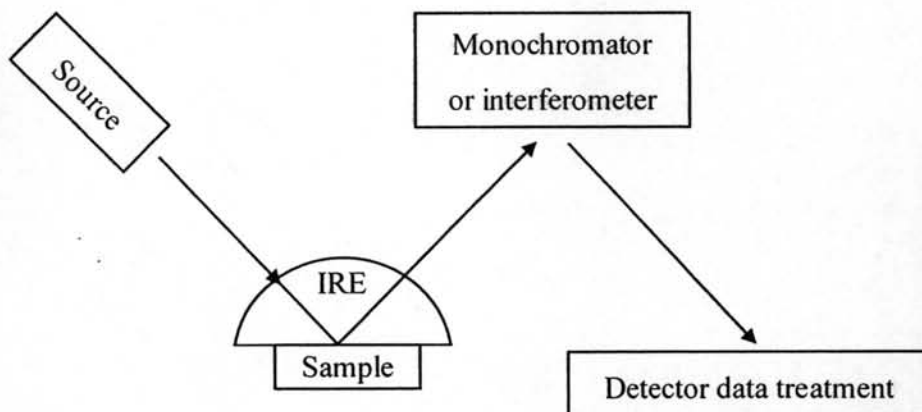 Source
Monochromator
or interferometer
IRE
Sample
Detector data treatment